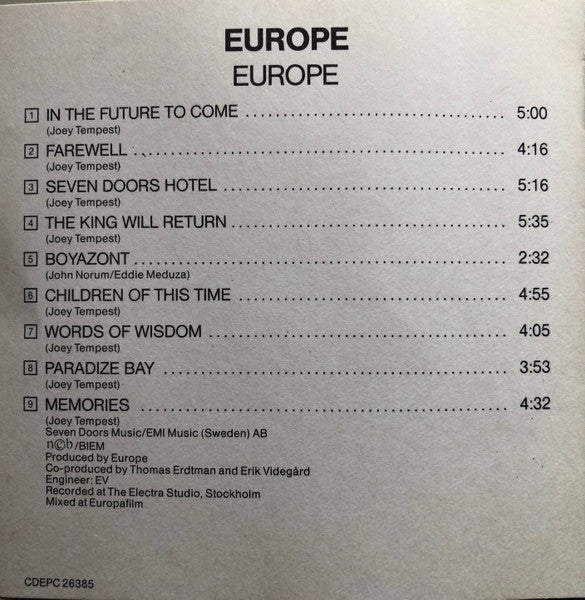 EUROPE
EUROPE
1 IN THE FUTURE TO COME ........................................ 5:00
(Joey Tempest)
2 FAREWELL ........................................ 4:16
(Joey Tempest)
3 SEVEN DOORS HOTEL ........................................ 5:16
(Joey Tempest)
4 THE KING WILL RETURN ........................................ 5:35
(Joey Tempest)
5 BOYAZONT ........................................ 2:32
(John Norum/Eddie Meduza)
6 CHILDREN OF THIS TIME ........................................ 4:55
(Joey Tempest)
7 WORDS OF WISDOM ........................................ 4:05
(Joey Tempest)
8 PARADIZE BAY ........................................ 3:53
(Joey Tempest)
9 MEMORIES ........................................ 4:32
(Joey Tempest)
Seven Doors Music/EMI Music (Sweden) AB
n©b/BIEM
Produced by Europe
Co-produced by Thomas Erdtman and Erik Videgård
Engineer: EV
Recorded at The Electra Studio, Stockholm
Mixed at Europafilm
CDEPC 26385